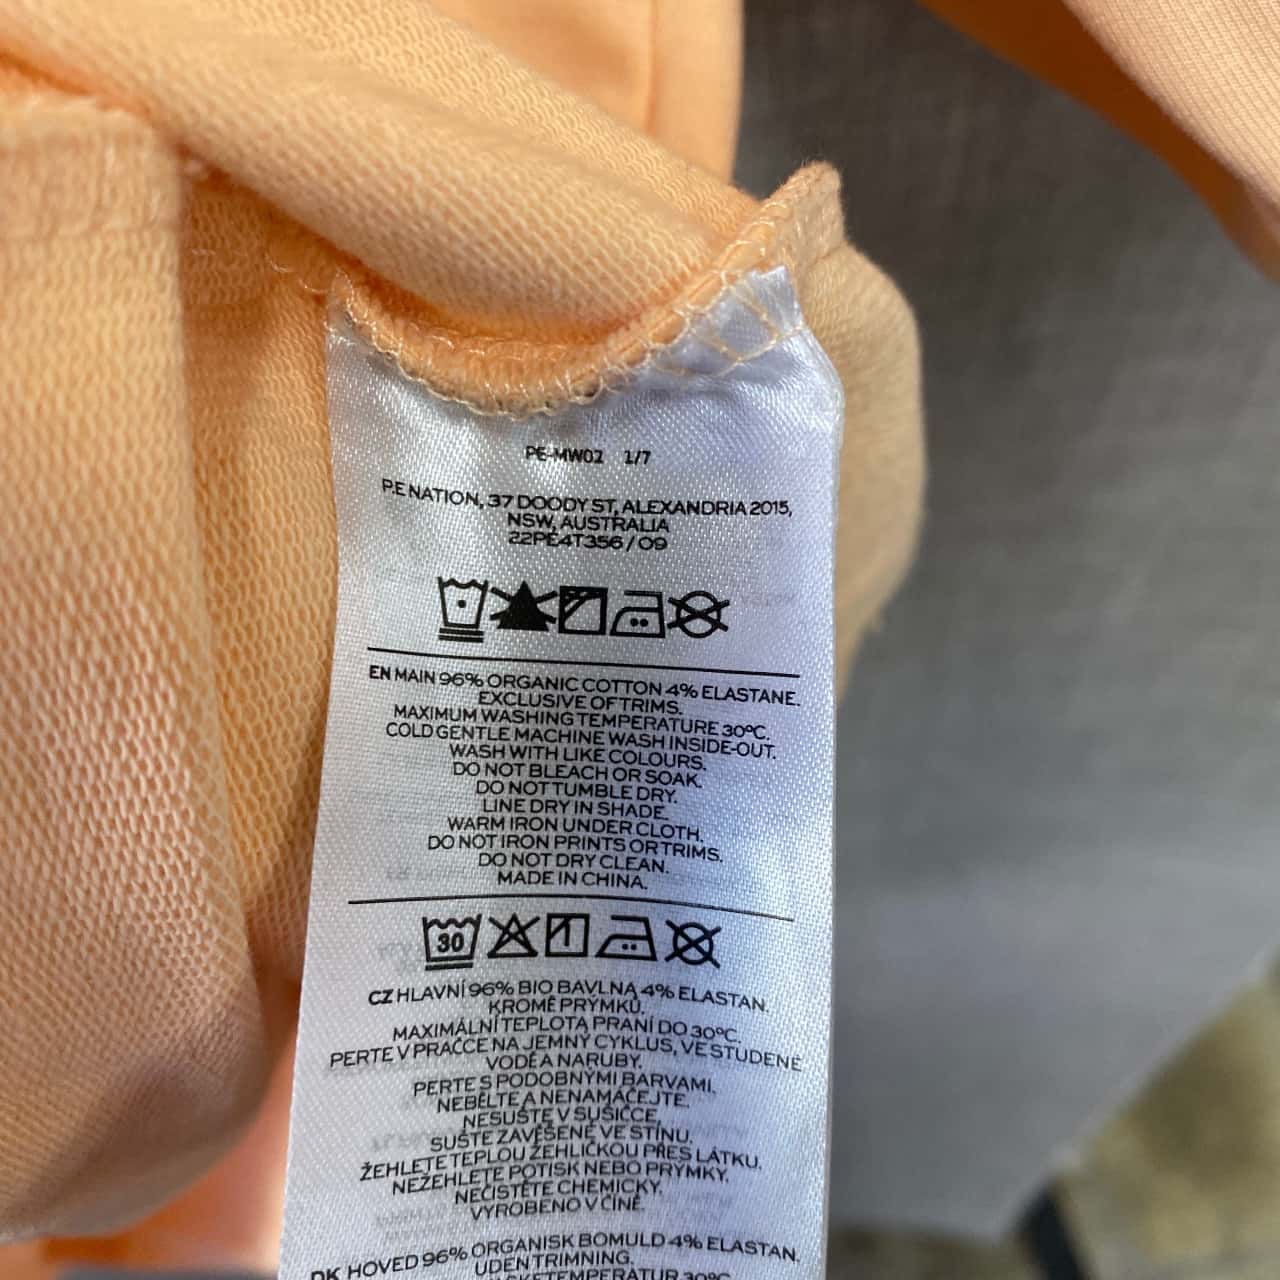 PE-MW02 1/7
P.E NATION, 37 DOODY ST, ALEXANDRIA 2015,
NSW, AUSTRALIA
22PE4T356 / 09
EN MAIN 96% ORGANIC COTTON 4% ELASTANE.
EXCLUSIVE OF TRIMS.
MAXIMUM WASHING TEMPERATURE 30ºC.
COLD GENTLE MACHINE WASH INSIDE-OUT.
WASH WITH LIKE COLOURS.
DO NOT BLEACH OR SOAK.
DO NOT TUMBLE DRY.
LINE DRY IN SHADE.
WARM IRON UNDER CLOTH.
DO NOT IRON PRINTS OR TRIMS.
DO NOT DRY CLEAN.
MADE IN CHINA.
30
CZ HLAVNÍ 96% BIO BAVLNA 4% ELASTAN.
KROMĚ PRÝMKŮ.
MAXIMÁLNÍ TEPLOTA PRANÍ DO 30ºC.
PERTE V PRAČCE NA JEMNÝ CYKLUS, VE STUDENÉ
VODĚ A NARUBY.
PERTE S PODOBNÝMI BARVAMI.
NEBĚLTE A NENAMÁČEJTE.
NESUŠTE V SUŠIČCE.
SUŠTE ZAVĚŠENÉ VE STÍNU.
ŽEHLETE TEPLOU ŽEHLIČKOU PŘES LÁTKU.
NEŽEHLETE POTISK NEBO PRÝMKY.
NEČISTĚTE CHEMICKY.
VYROBENO V ČÍNĚ.
DK HOVED 96% ORGANISK BOMULD 4% ELASTAN.
UDEN TRIMNING.
30ºC